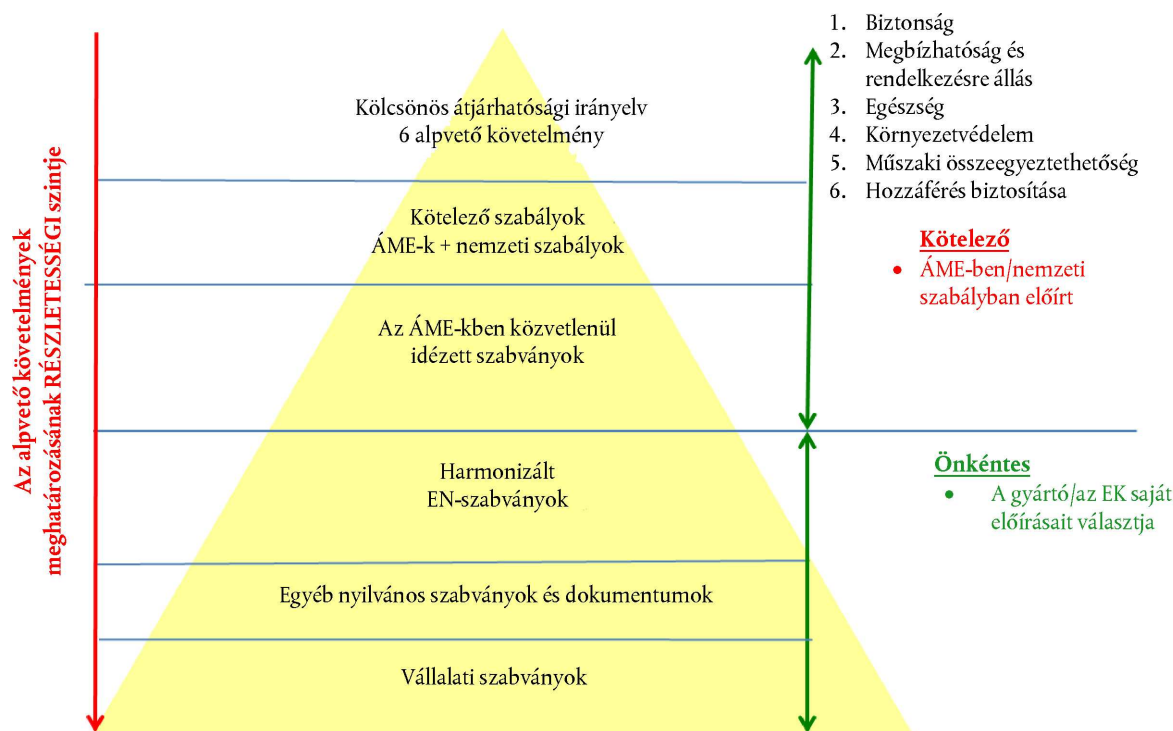 Az alpvető követelmények
meghatározásának RÉSZLETESSÉGI szintje
Kölcsönös átjárhatósági irányelv
6 alpvető követelmény
Kötelező szabályok
ÁME-k + nemzeti szabályok
Az ÁME-kben közvetlenül
idézett szabványok
Harmonizált
EN-szabványok
Egyéb nyilvános szabványok és dokumentumok
Vállalati szabványok
1. Biztonság
2. Megbízhatóság és
rendelkezésre állás
3. Egészség
4. Környezetvédelem
5. Műszaki összeegyeztethetőség
6. Hozzáférés biztosítása
Kötelező
• ÁME-ben/nemzeti
szabályban előírt
Önkéntes
• A gyártó/az EK saját
előírásait választja